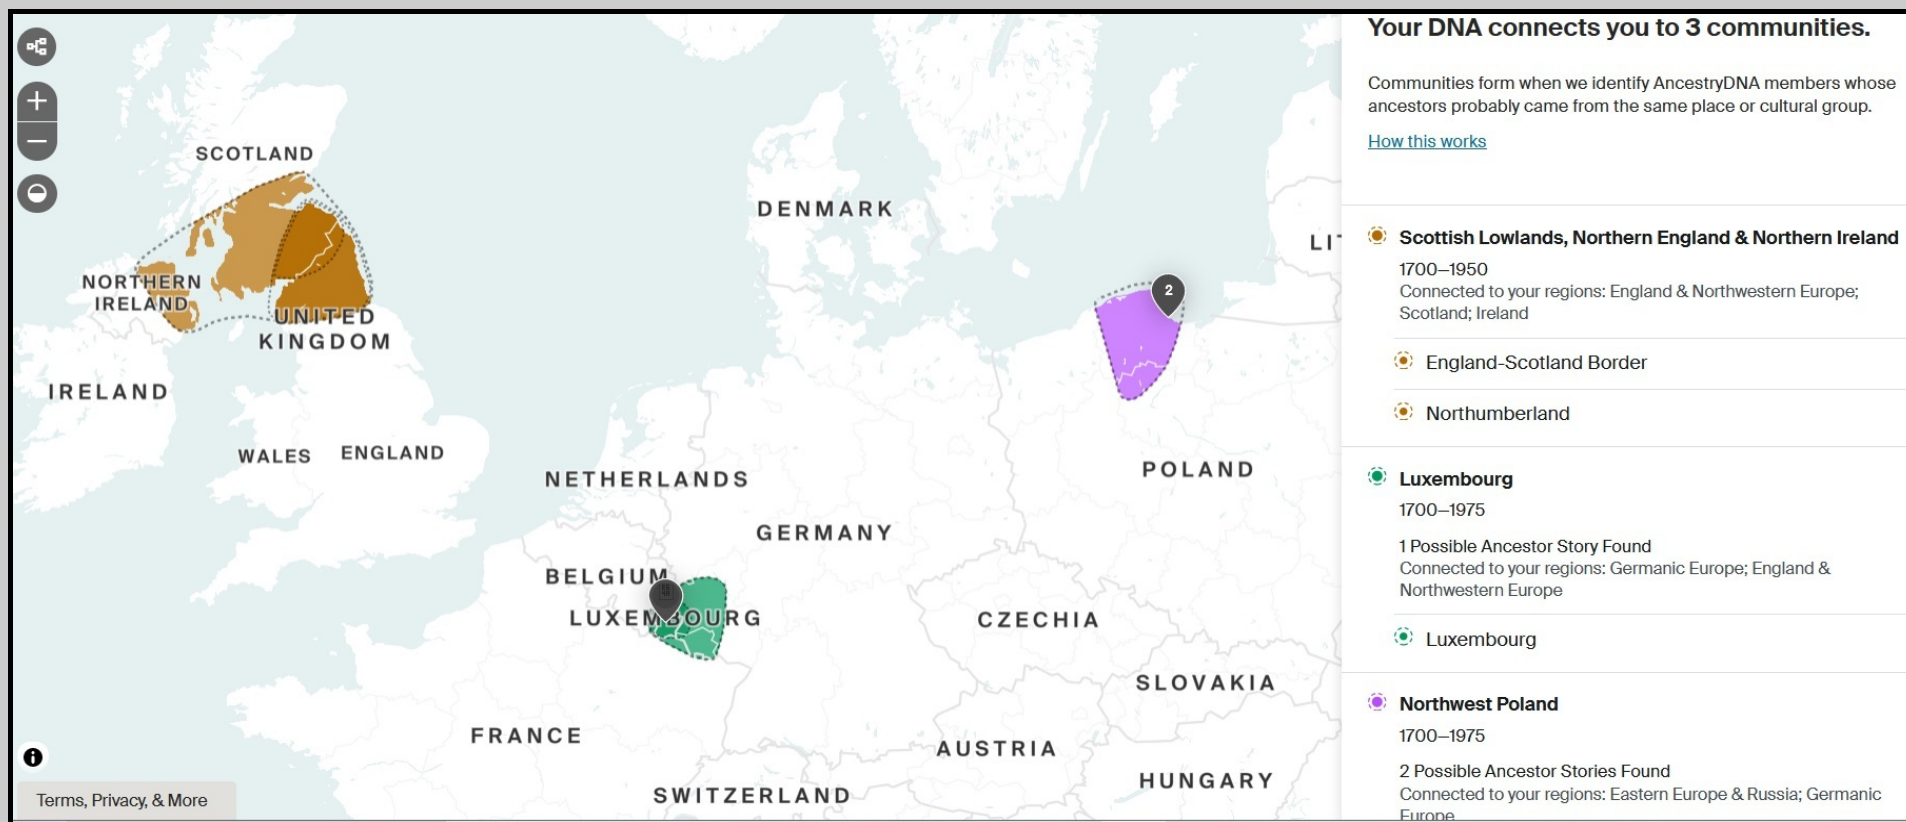 SCOTLAND
DENMARK
LIT
NORTHERN
IRELAND
UNITED
KINGDOM
2
IRELAND
WALES
ENGLAND
NETHERLANDS
POLAND
GERMANY
BELGIUM
LUXEMBOURG
CZECHIA
SLOVAKIA
FRANCE
AUSTRIA
HUNGARY
SWITZERLAND
Terms, Privacy, & More
Your DNA connects you to 3 communities.
Communities form when we identify AncestryDNA members whose
ancestors probably came from the same place or cultural group.
How this works
Scottish Lowlands, Northern England & Northern Ireland
1700–1950
Connected to your regions: England & Northwestern Europe;
Scotland; Ireland
England-Scotland Border
Northumberland
Luxembourg
1700–1975
1 Possible Ancestor Story Found
Connected to your regions: Germanic Europe; England &
Northwestern Europe
Luxembourg
Northwest Poland
1700–1975
2 Possible Ancestor Stories Found
Connected to your regions: Eastern Europe & Russia; Germanic
Europe